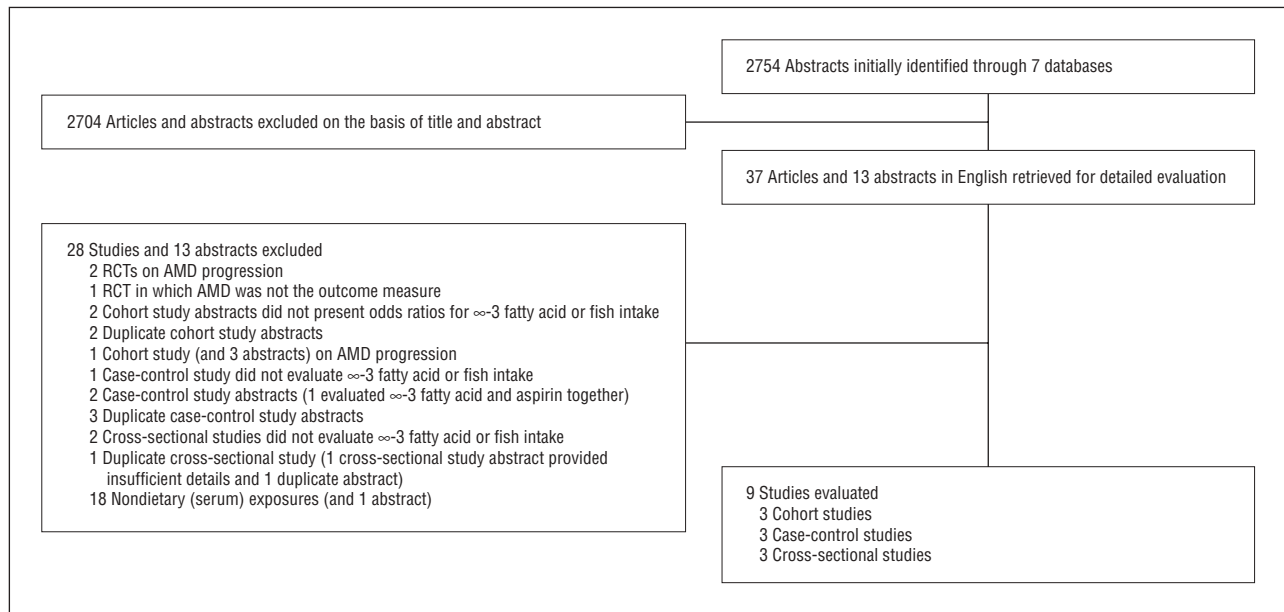 2754 Abstracts initially identified through 7 databases
2704 Articles and abstracts excluded on the basis of title and abstract
37 Articles and 13 abstracts in English retrieved for detailed evaluation
28 Studies and 13 abstracts excluded
2 RCTs on AMD progression
1 RCT in which AMD was not the outcome measure
2 Cohort study abstracts did not present odds ratios for ∞-3 fatty acid or fish intake
2 Duplicate cohort study abstracts
1 Cohort study (and 3 abstracts) on AMD progression
1 Case-control study did not evaluate ∞-3 fatty acid or fish intake
2 Case-control study abstracts (1 evaluated ∞-3 fatty acid and aspirin together)
3 Duplicate case-control study abstracts
2 Cross-sectional studies did not evaluate ∞-3 fatty acid or fish intake
1 Duplicate cross-sectional study (1 cross-sectional study abstract provided
insufficient details and 1 duplicate abstract)
18 Nondietary (serum) exposures (and 1 abstract)
9 Studies evaluated
3 Cohort studies
3 Case-control studies
3 Cross-sectional studies